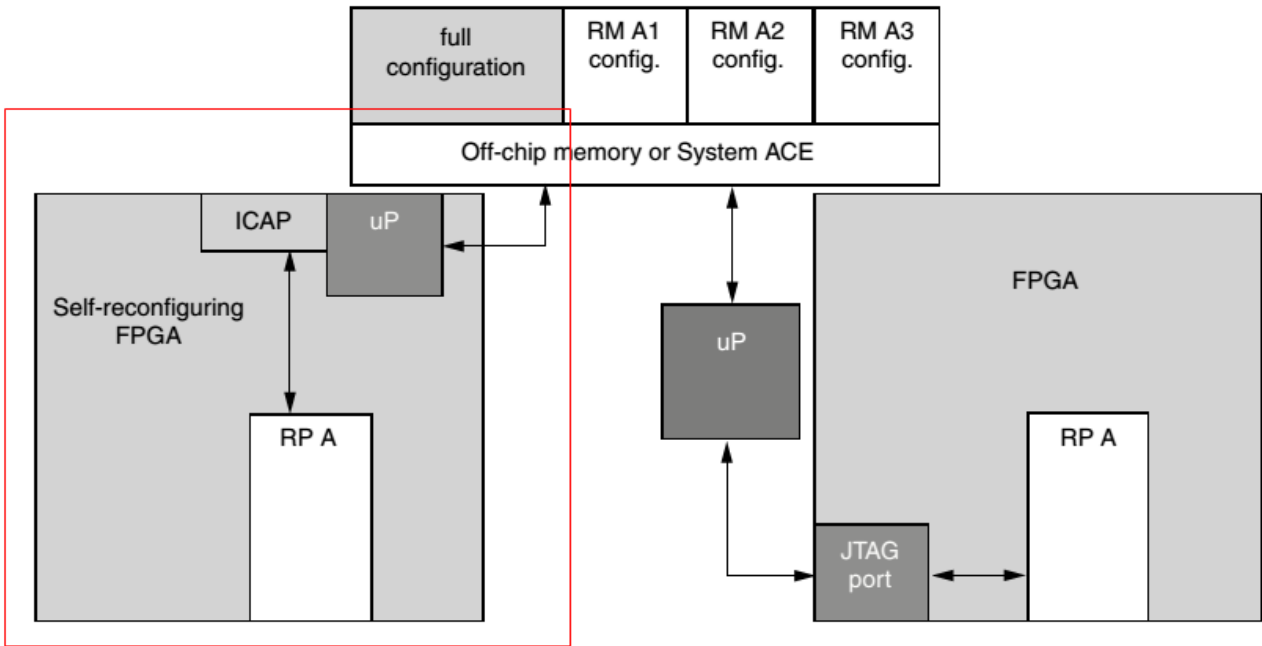 full
configuration
RM A1
config.
RM A2
config.
RM A3
config.
Off-chip memory or System ACE
ICAP
uP
Self-reconfiguring
FPGA
RP A
uP
FPGA
RP A
JTAG
port